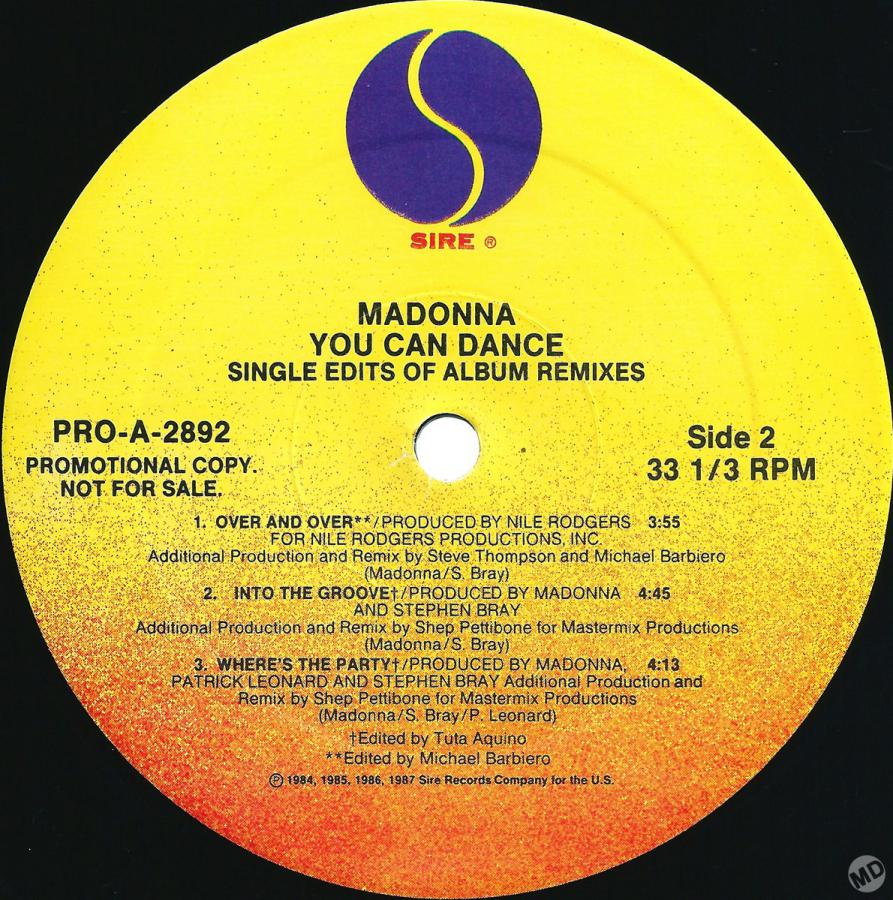 SIRE ®
MADONNA
YOU CAN DANCE
SINGLE EDITS OF ALBUM REMIXES
PRO-A-2892
PROMOTIONAL COPY.
NOT FOR SALE.
Side 2
33 1/3 RPM
1. OVER AND OVER**/PRODUCED BY NILE RODGERS 3:55
FOR NILE RODGERS PRODUCTIONS, INC.
Additional Production and Remix by Steve Thompson and Michael Barbiero
(Madonna/S. Bray)
2. INTO THE GROOVE†/PRODUCED BY MADONNA 4:45
AND STEPHEN BRAY
Additional Production and Remix by Shep Pettibone for Mastermix Productions
(Madonna/S. Bray)
3. WHERE'S THE PARTY†/PRODUCED BY MADONNA, 4:13
PATRICK LEONARD AND STEPHEN BRAY Additional Production and
Remix by Shep Pettibone for Mastermix Productions
(Madonna/S. Bray/P. Leonard)
†Edited by Tuta Aquino
**Edited by Michael Barbiero
℗ 1984, 1985, 1986, 1987 Sire Records Company for the U.S.
MD